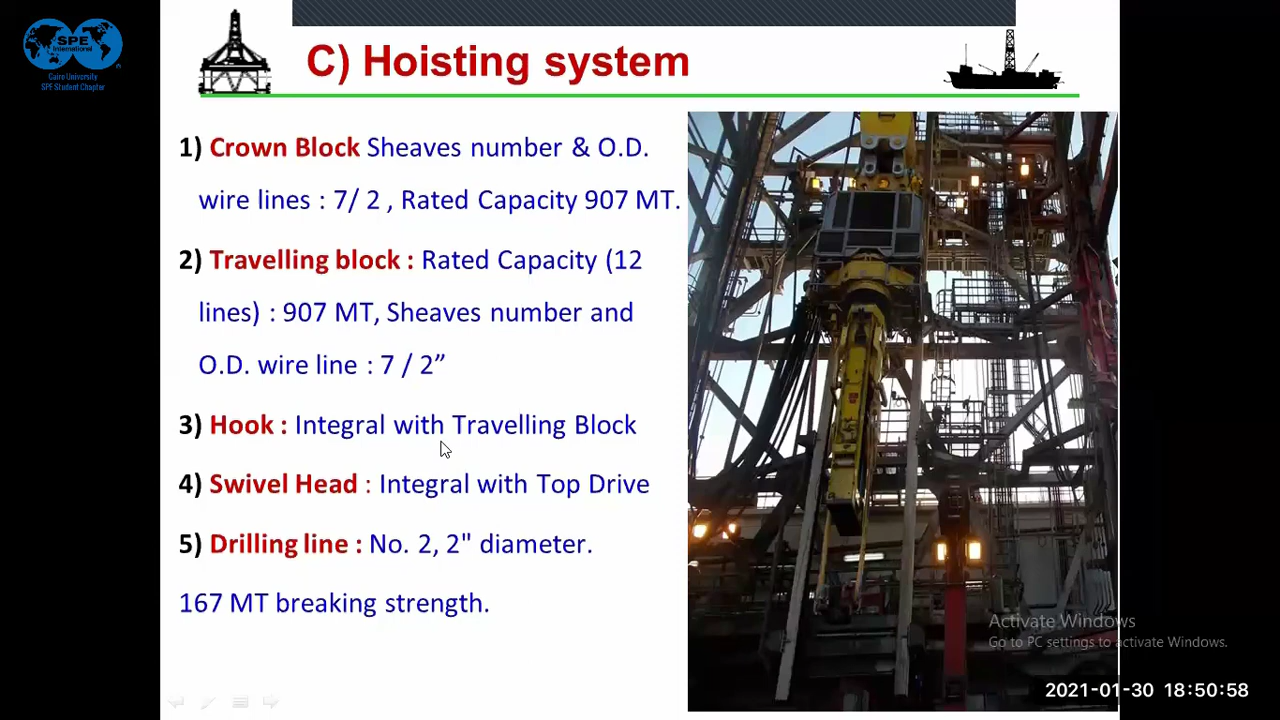 SPE
International
Cairo University
SPE Student Chapter
C) Hoisting system
1) Crown Block Sheaves number & O.D.
wire lines : 7/ 2 , Rated Capacity 907 MT.
2) Travelling block : Rated Capacity (12
lines) : 907 MT, Sheaves number and
O.D. wire line : 7 / 2”
3) Hook : Integral with Travelling Block
4) Swivel Head : Integral with Top Drive
5) Drilling line : No. 2, 2" diameter.
167 MT breaking strength.
Activate Windows
Go to PC settings to activate Windows.
2021-01-30 18:50:58